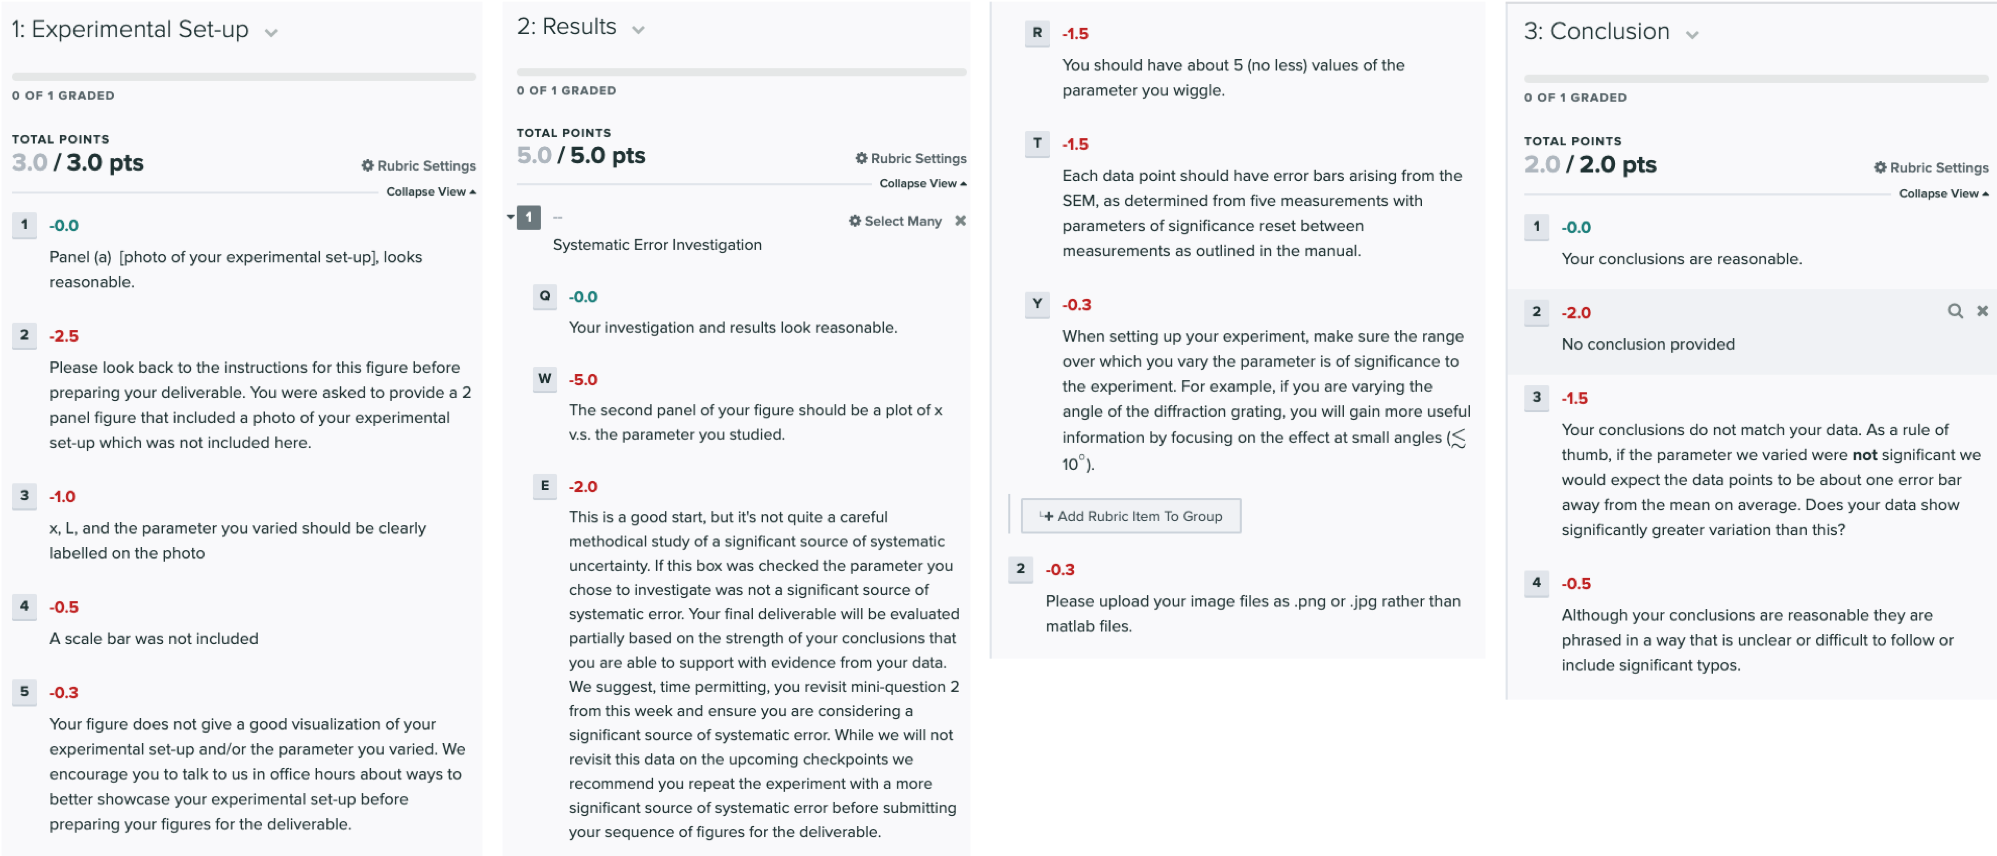 1: Experimental Set-up
0 OF 1 GRADED
TOTAL POINTS
3.0 / 3.0 pts
Rubric Settings
Collapse View
1 -0.0
Panel (a) [photo of your experimental set-up], looks
reasonable.
2 -2.5
Please look back to the instructions for this figure before
preparing your deliverable. You were asked to provide a 2
panel figure that included a photo of your experimental
set-up which was not included here.
3 -1.0
x, L, and the parameter you varied should be clearly
labelled on the photo
4 -0.5
A scale bar was not included
5 -0.3
Your figure does not give a good visualization of your
experimental set-up and/or the parameter you varied. We
encourage you to talk to us in office hours about ways to
better showcase your experimental set-up before
preparing your figures for the deliverable.
2: Results
0 OF 1 GRADED
TOTAL POINTS
5.0 / 5.0 pts
Rubric Settings
Collapse View
1 --
Select Many
Systematic Error Investigation
Q -0.0
Your investigation and results look reasonable.
W -5.0
The second panel of your figure should be a plot of x
v.s. the parameter you studied.
E -2.0
This is a good start, but it's not quite a careful
methodical study of a significant source of systematic
uncertainty. If this box was checked the parameter you
chose to investigate was not a significant source of
systematic error. Your final deliverable will be evaluated
partially based on the strength of your conclusions that
you are able to support with evidence from your data.
We suggest, time permitting, you revisit mini-question 2
from this week and ensure you are considering a
significant source of systematic error. While we will not
revisit this data on the upcoming checkpoints we
recommend you repeat the experiment with a more
significant source of systematic error before submitting
your sequence of figures for the deliverable.
R -1.5
You should have about 5 (no less) values of the
parameter you wiggle.
T -1.5
Each data point should have error bars arising from the
SEM, as determined from five measurements with
parameters of significance reset between
measurements as outlined in the manual.
Y -0.3
When setting up your experiment, make sure the range
over which you vary the parameter is of significance to
the experiment. For example, if you are varying the
angle of the diffraction grating, you will gain more useful
information by focusing on the effect at small angles (≲
10°).
Add Rubric Item To Group
2 -0.3
Please upload your image files as .png or .jpg rather than
matlab files.
3: Conclusion
0 OF 1 GRADED
TOTAL POINTS
2.0 / 2.0 pts
Rubric Settings
Collapse View
1 -0.0
Your conclusions are reasonable.
2 -2.0
No conclusion provided
3 -1.5
Your conclusions do not match your data. As a rule of
thumb, if the parameter we varied were not significant we
would expect the data points to be about one error bar
away from the mean on average. Does your data show
significantly greater variation than this?
4 -0.5
Although your conclusions are reasonable they are
phrased in a way that is unclear or difficult to follow or
include significant typos.